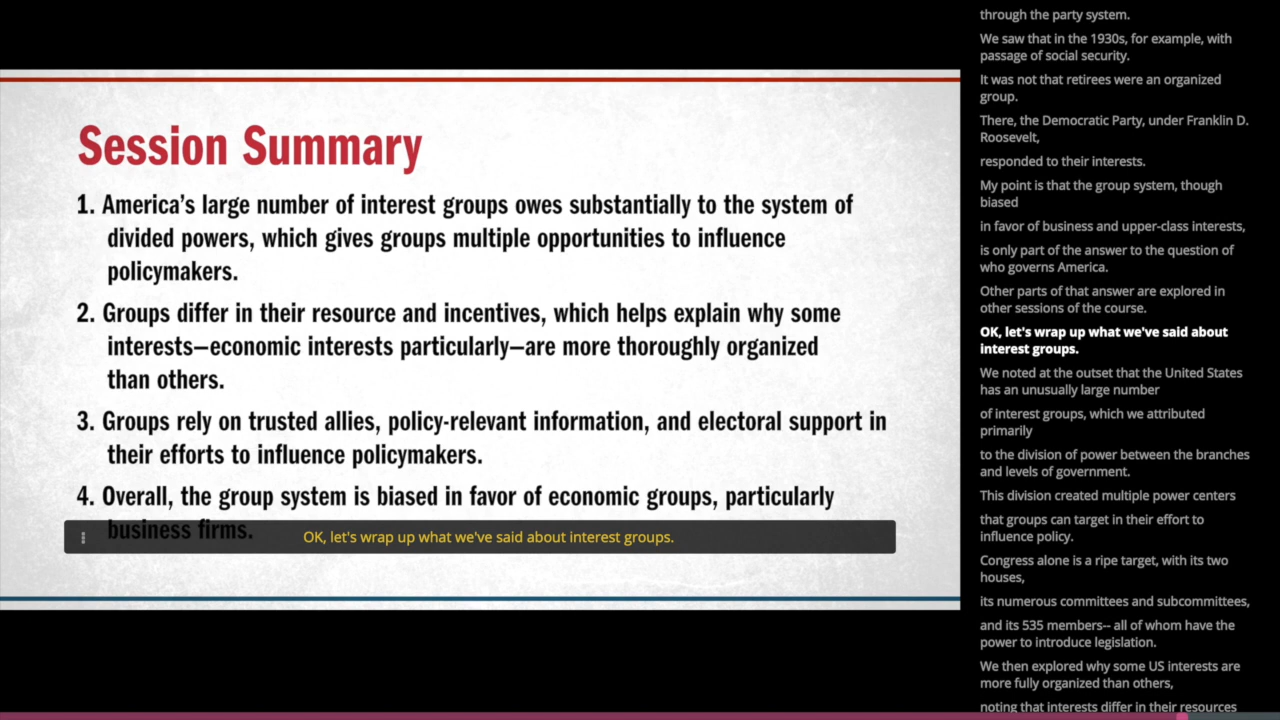 Session Summary
1. America's large number of interest groups owes substantially to the system of
divided powers, which gives groups multiple opportunities to influence
policymakers.
2. Groups differ in their resource and incentives, which helps explain why some
interests—economic interests particularly—are more thoroughly organized
than others.
3. Groups rely on trusted allies, policy-relevant information, and electoral support in
their efforts to influence policymakers.
4. Overall, the group system is biased in favor of economic groups, particularly
business firms.
OK, let's wrap up what we've said about interest groups.
through the party system.
We saw that in the 1930s, for example, with
passage of social security.
It was not that retirees were an organized
group.
There, the Democratic Party, under Franklin D.
Roosevelt,
responded to their interests.
My point is that the group system, though
biased
in favor of business and upper-class interests,
is only part of the answer to the question of
who governs America.
Other parts of that answer are explored in
other sessions of the course.
OK, let's wrap up what we've said about
interest groups.
We noted at the outset that the United States
has an unusually large number
of interest groups, which we attributed
primarily
to the division of power between the branches
and levels of government.
This division created multiple power centers
that groups can target in their effort to
influence policy.
Congress alone is a ripe target, with its two
houses,
its numerous committees and subcommittees,
and its 535 members-- all of whom have the
power to introduce legislation.
We then explored why some US interests are
more fully organized than others,
noting that interests differ in their resources